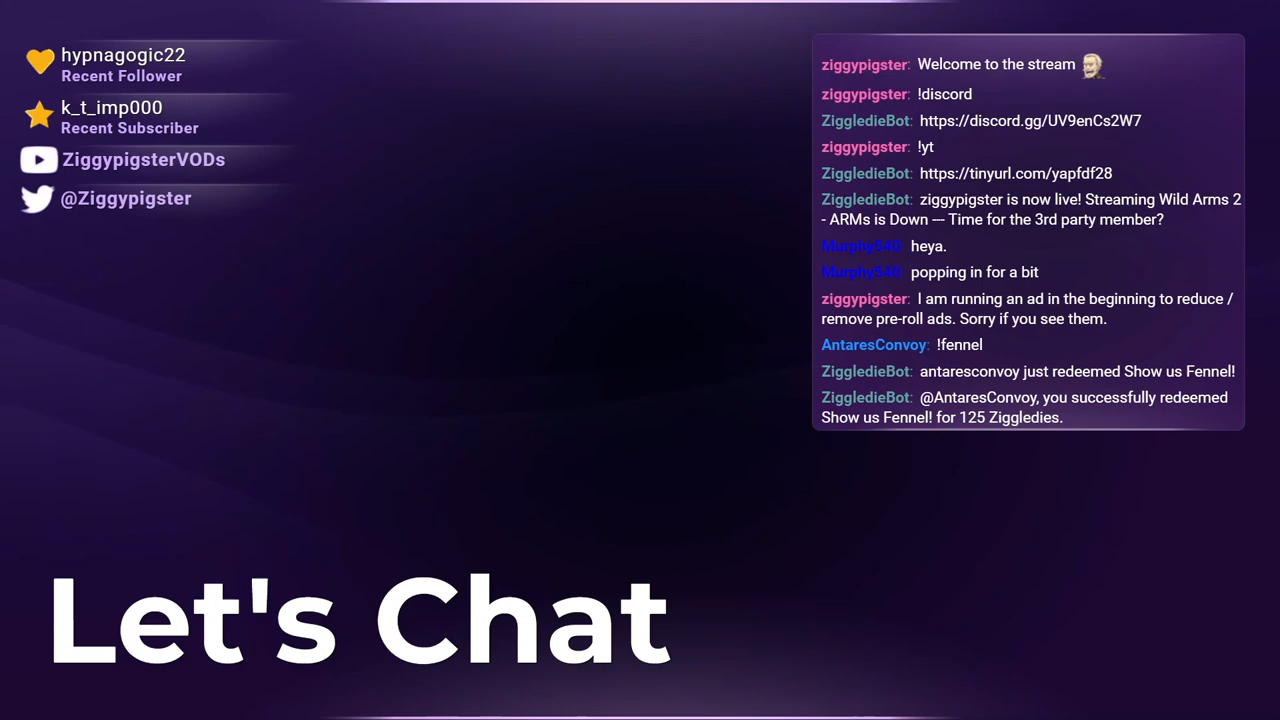 hypnagogic22
Recent Follower
k_t_imp000
Recent Subscriber
ZiggypigsterVODs
@Ziggypigster
ziggypigster: Welcome to the stream
ziggypigster: !discord
ZiggledieBot: https://discord.gg/UV9enCs2W7
ziggypigster: !yt
ZiggledieBot: https://tinyurl.com/yapfdf28
ZiggledieBot: ziggypigster is now live! Streaming Wild Arms 2
- ARMs is Down --- Time for the 3rd party member?
Murphy540: heya.
Murphy540: popping in for a bit
ziggypigster: I am running an ad in the beginning to reduce /
remove pre-roll ads. Sorry if you see them.
AntaresConvoy: !fennel
ZiggledieBot: antaresconvoy just redeemed Show us Fennel!
ZiggledieBot: @AntaresConvoy, you successfully redeemed
Show us Fennel! for 125 Ziggledies.
Let's Chat